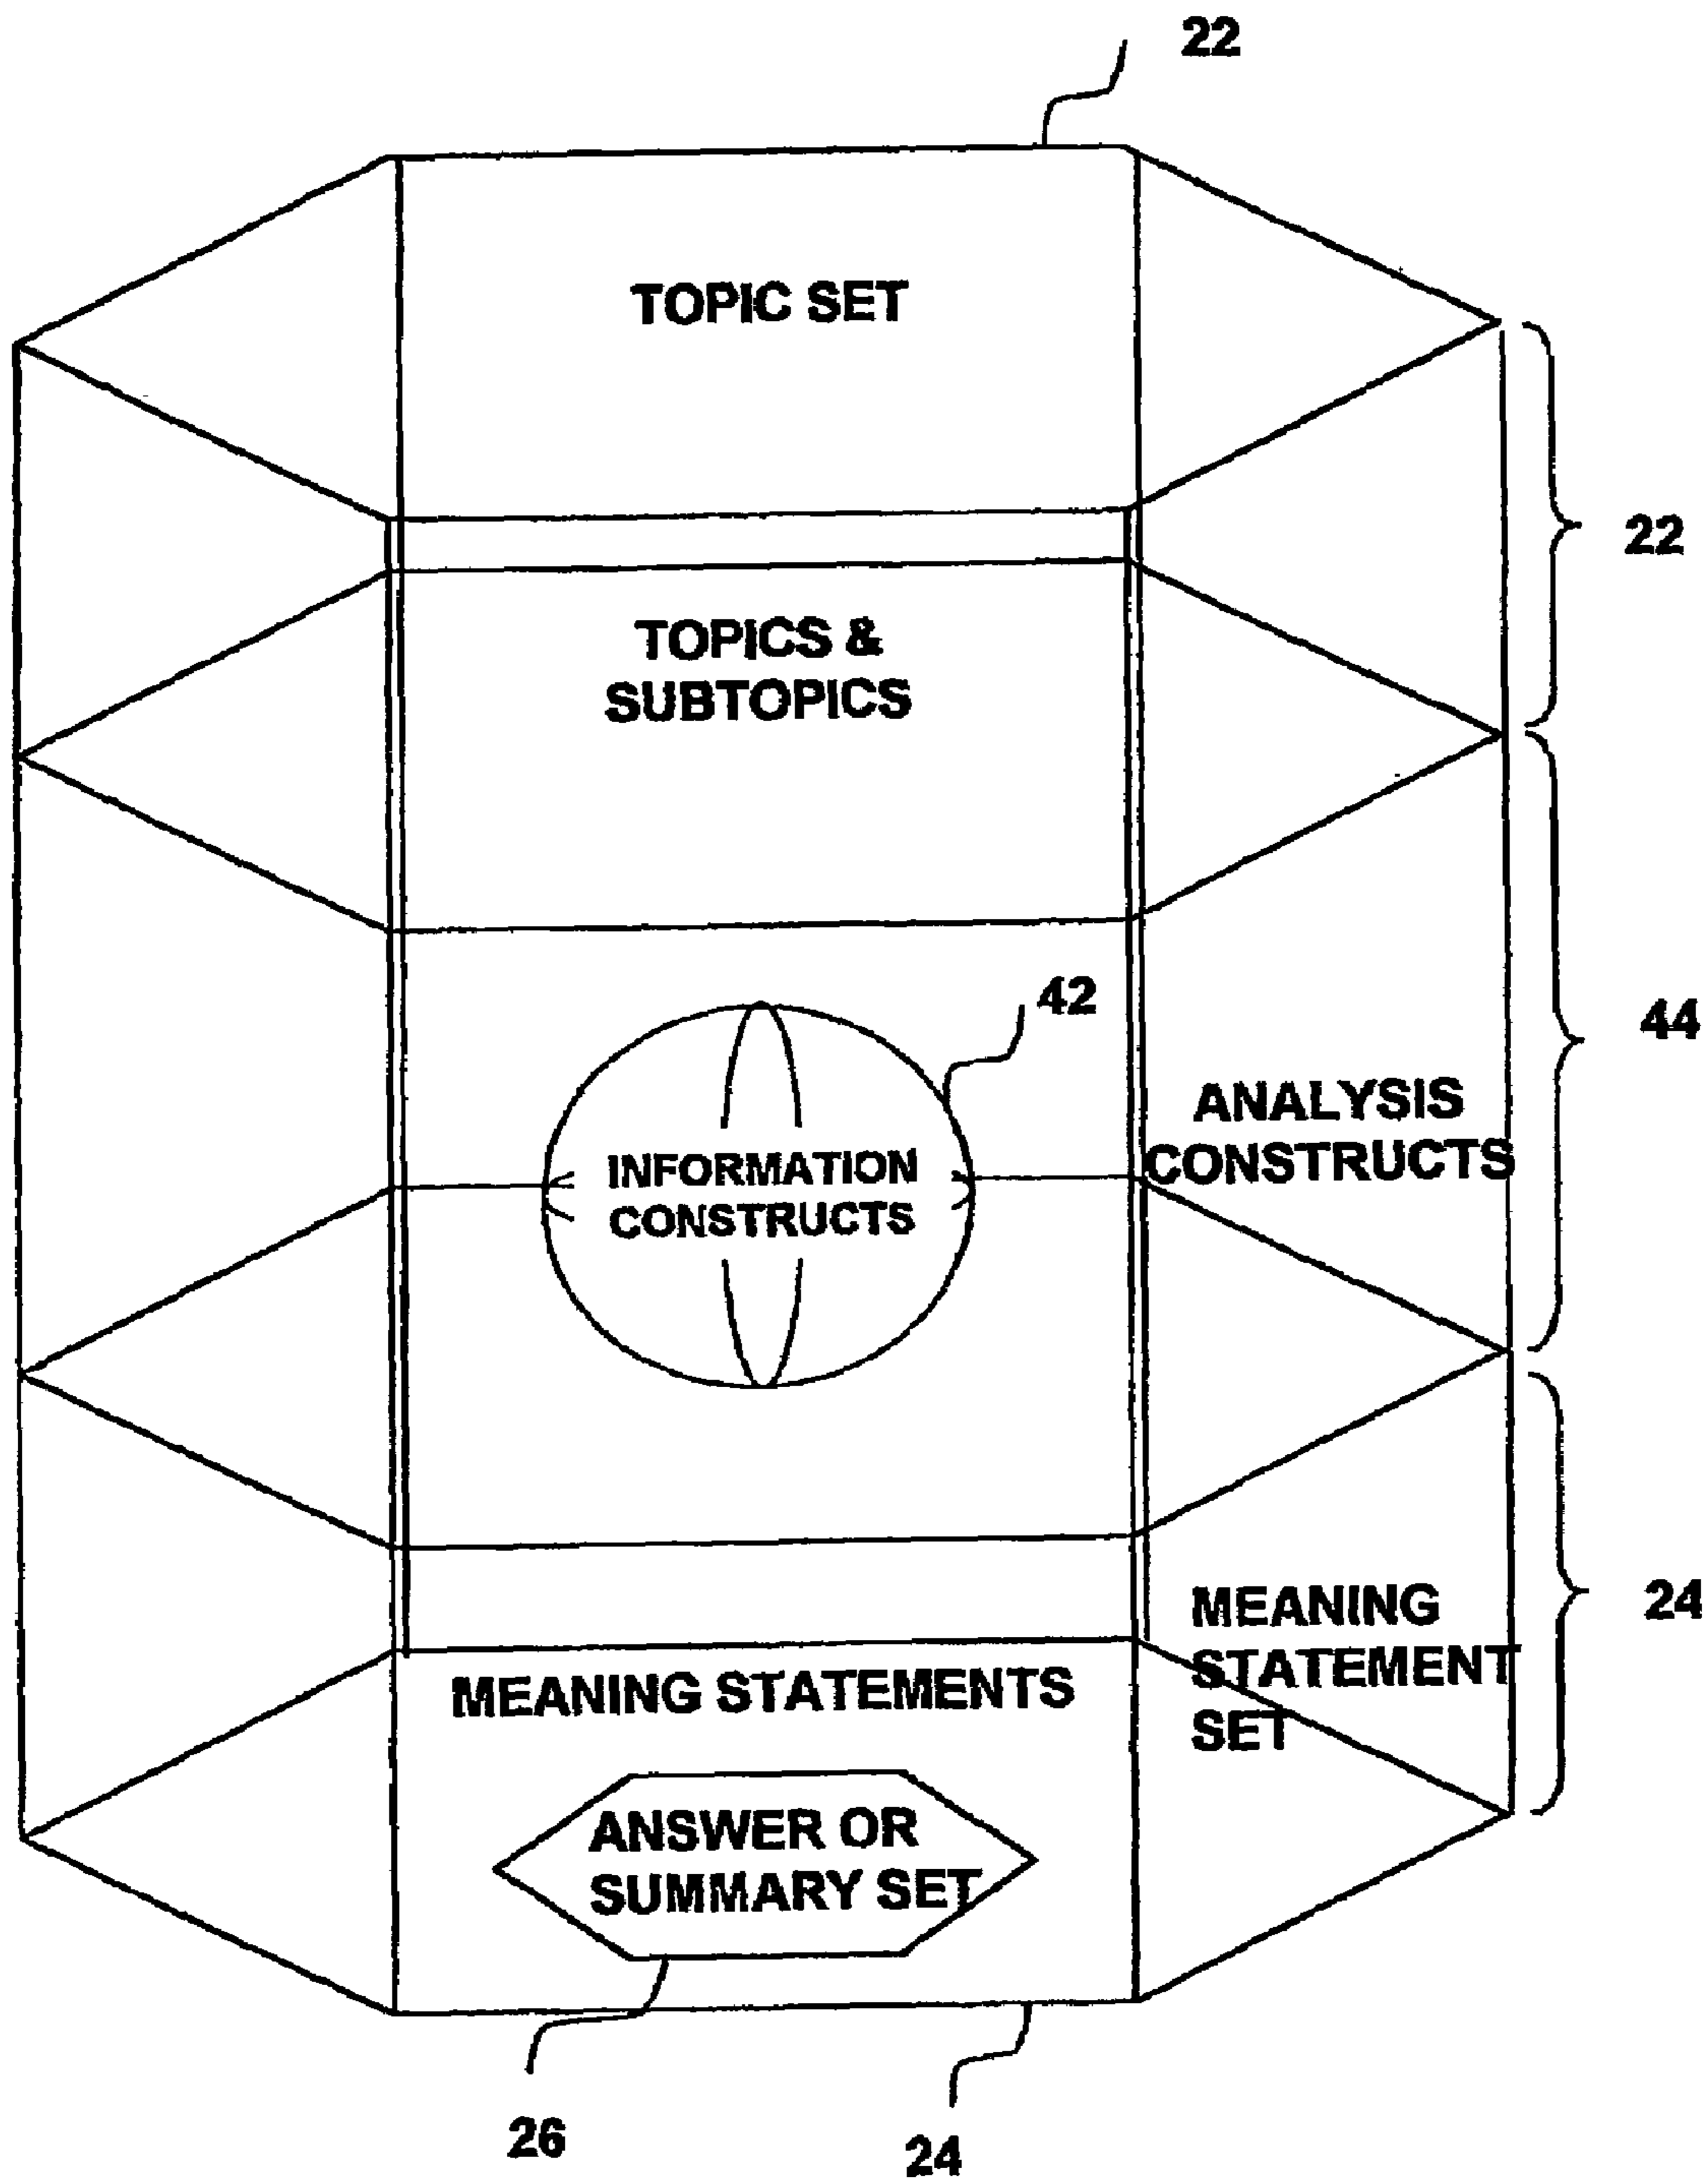 22
TOPIC SET
22
TOPICS &
SUBTOPICS
42
44
ANALYSIS
CONSTRUCTS
INFORMATION
CONSTRUCTS
24
MEANING
STATEMENT
SET
MEANING STATEMENTS
ANSWER OR
SUMMARY SET
26
24